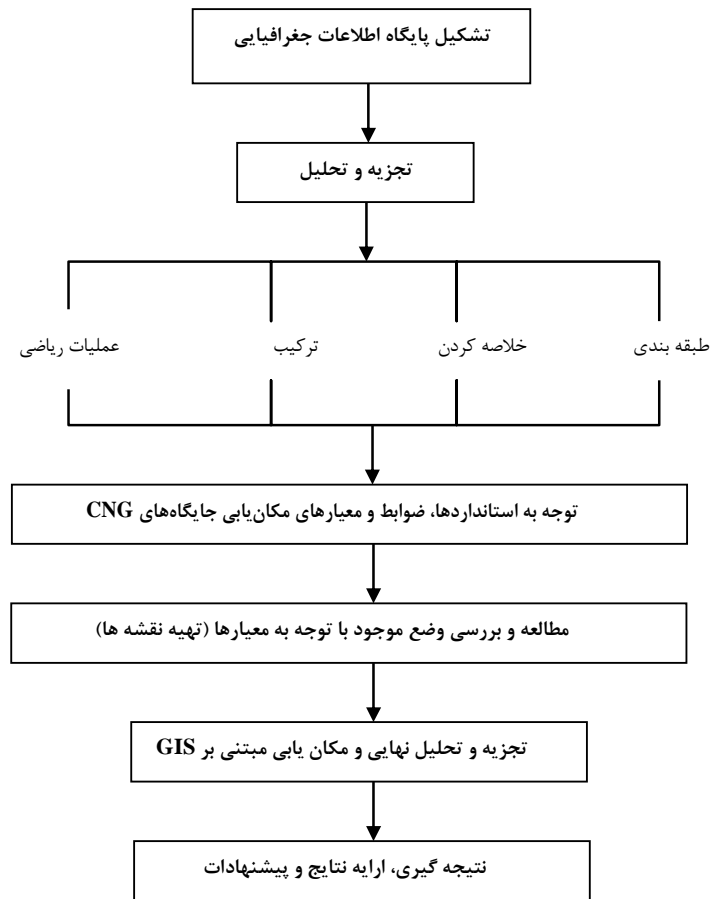 تشکیل پایگاه اطلاعات جغرافیایی
تجزیه و تحلیل
طبقه بندی
خلاصه کردن
ترکیب
عملیات ریاضی
توجه به استانداردها، ضوابط و معیارهای مکان‌یابی جایگاه‌های CNG
مطالعه و بررسی وضع موجود با توجه به معیارها (تهیه نقشه ها)
تجزیه و تحلیل نهایی و مکان یابی مبتنی بر GIS
نتیجه گیری، ارایه نتایج و پیشنهادات